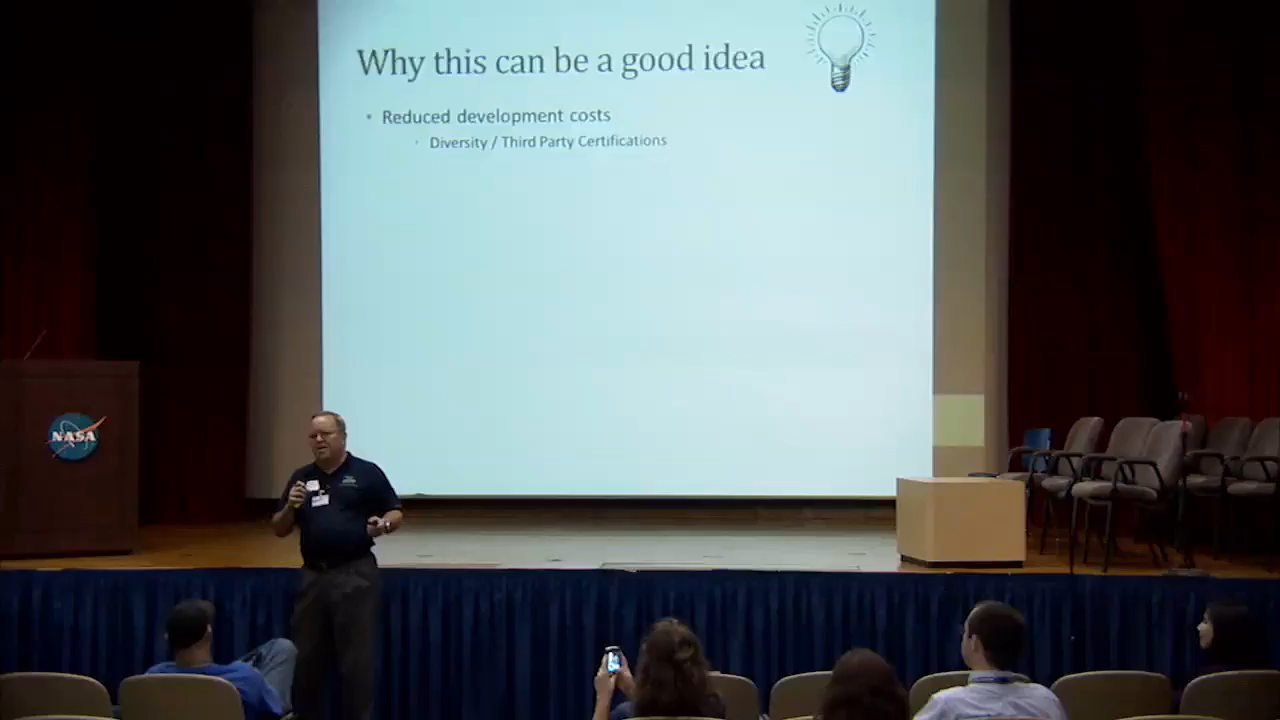 Why this can be a good idea
• Reduced development costs
• Diversity / Third Party Certifications
NASA